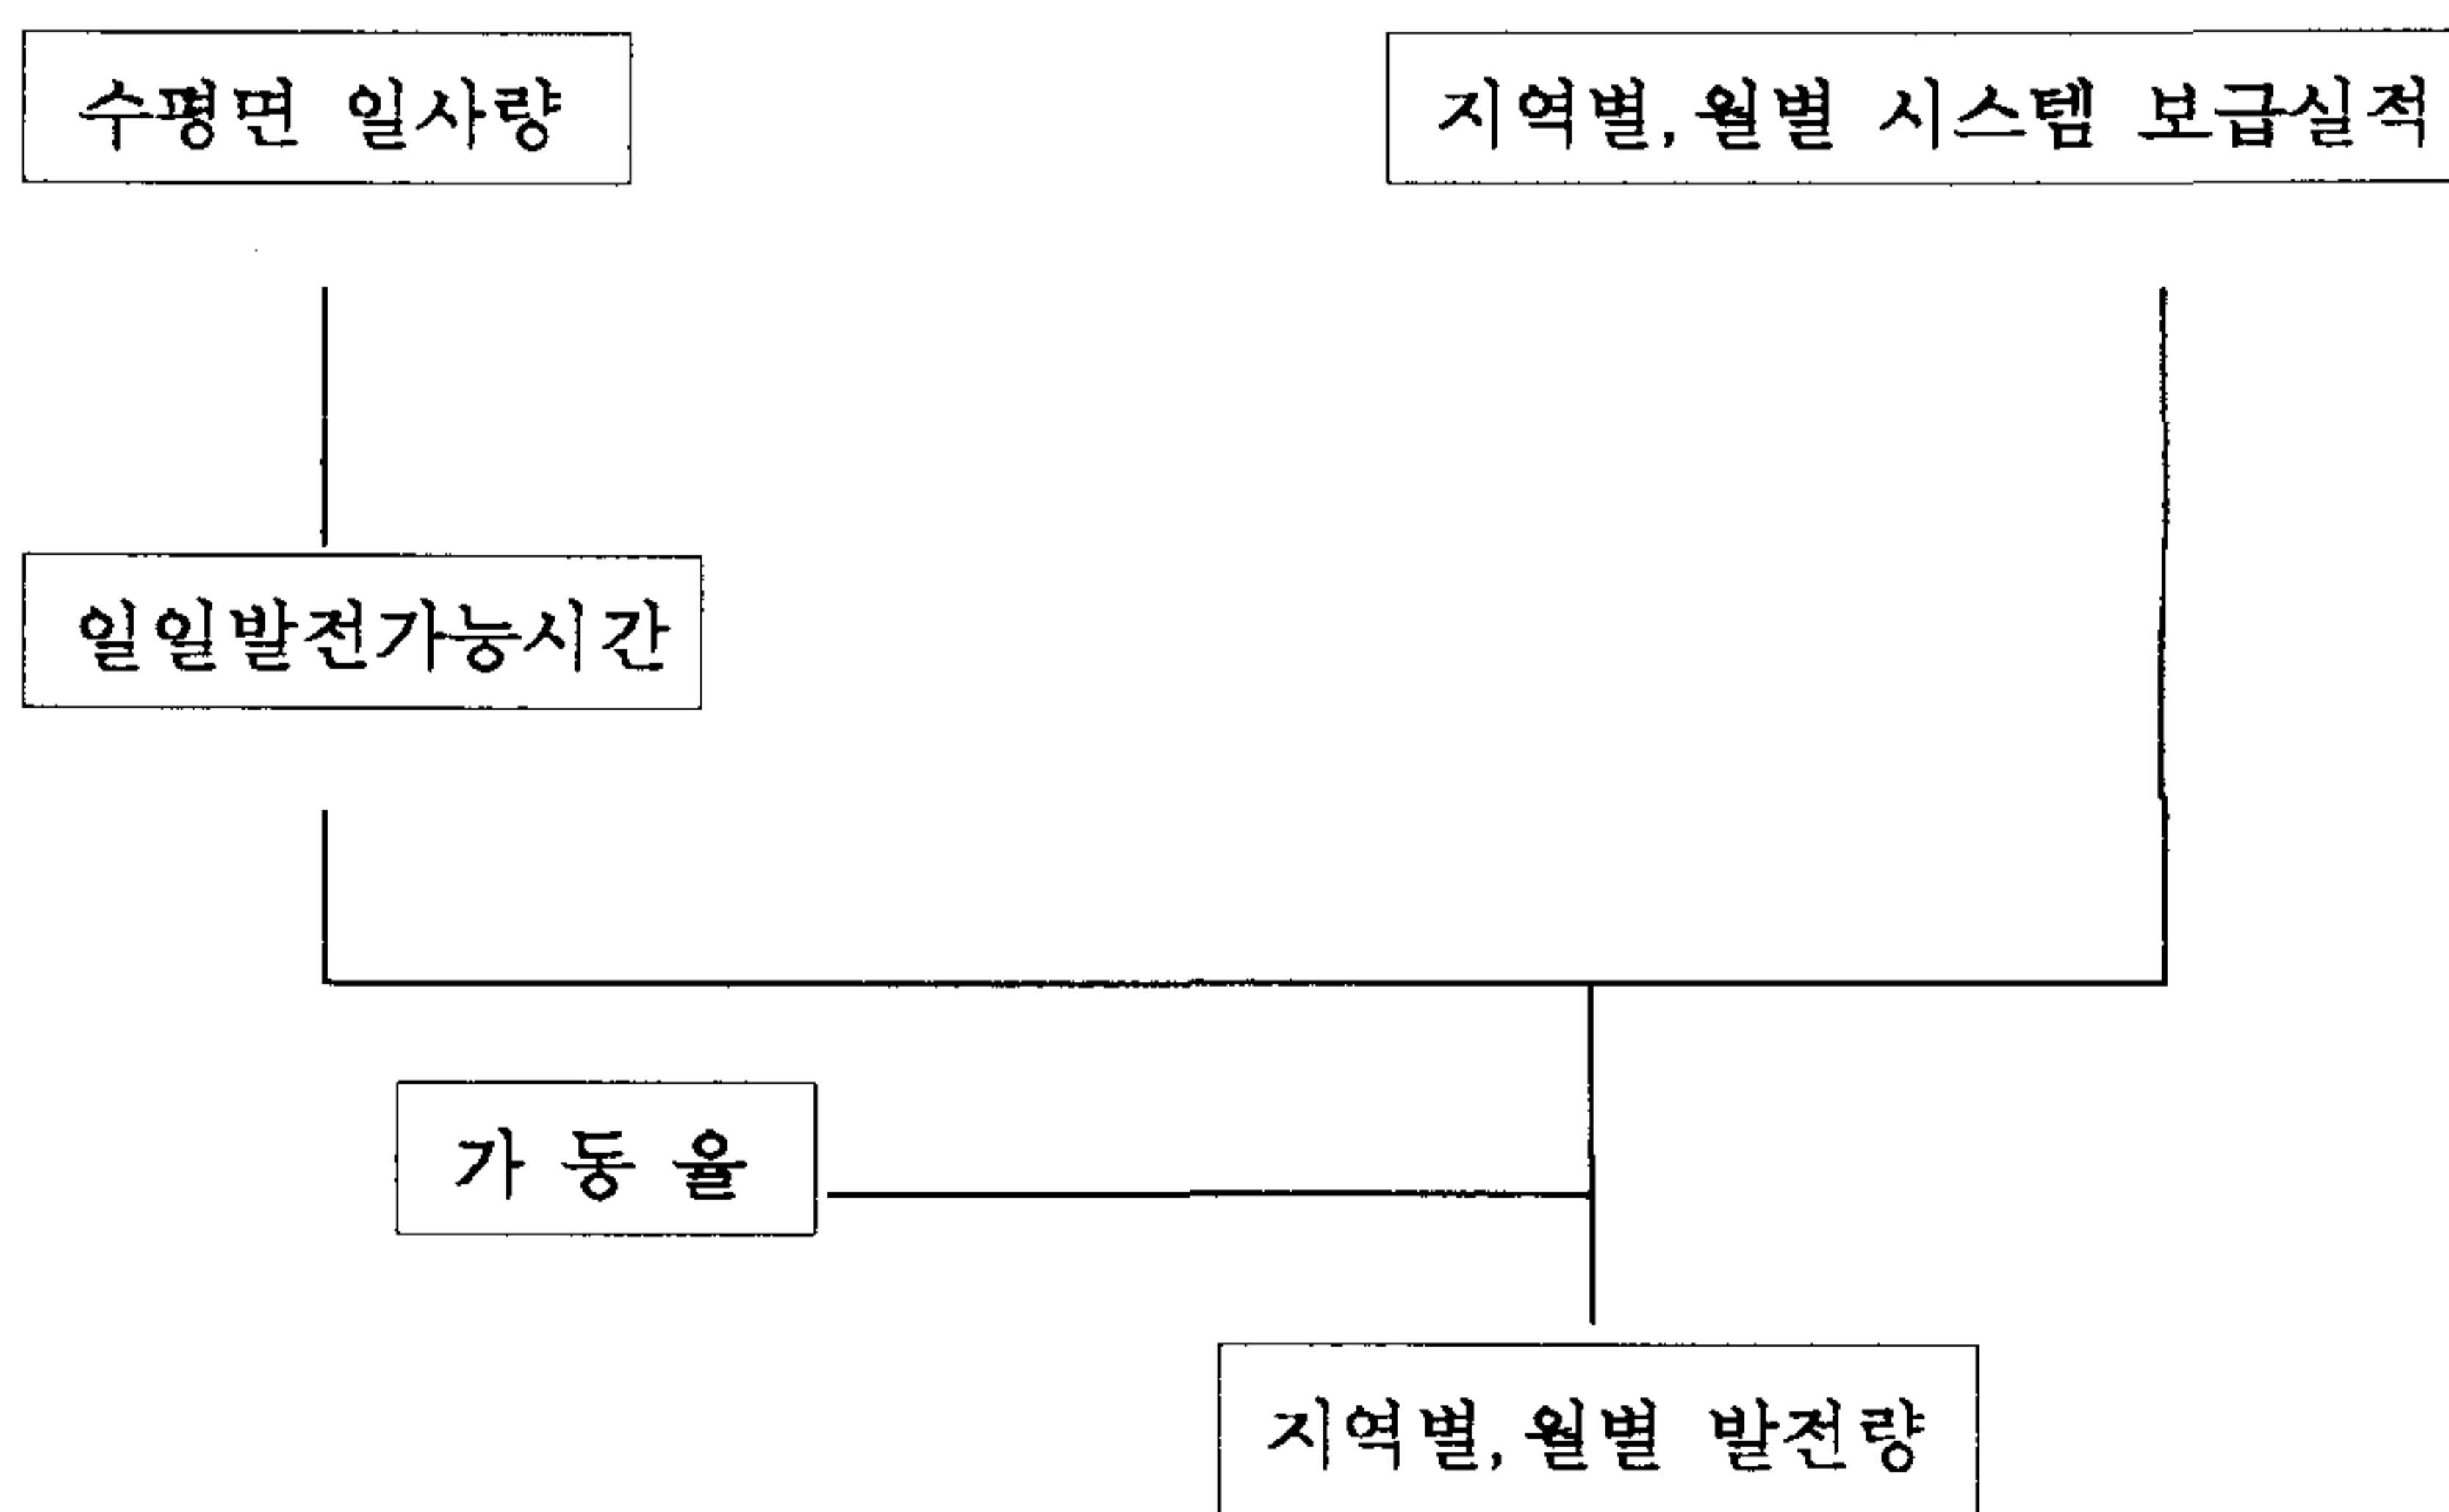 수평면 일사량
지역별, 월별 시스템 보급실적
일일발전가능시간
가 동 율
지역별, 월별 발전량